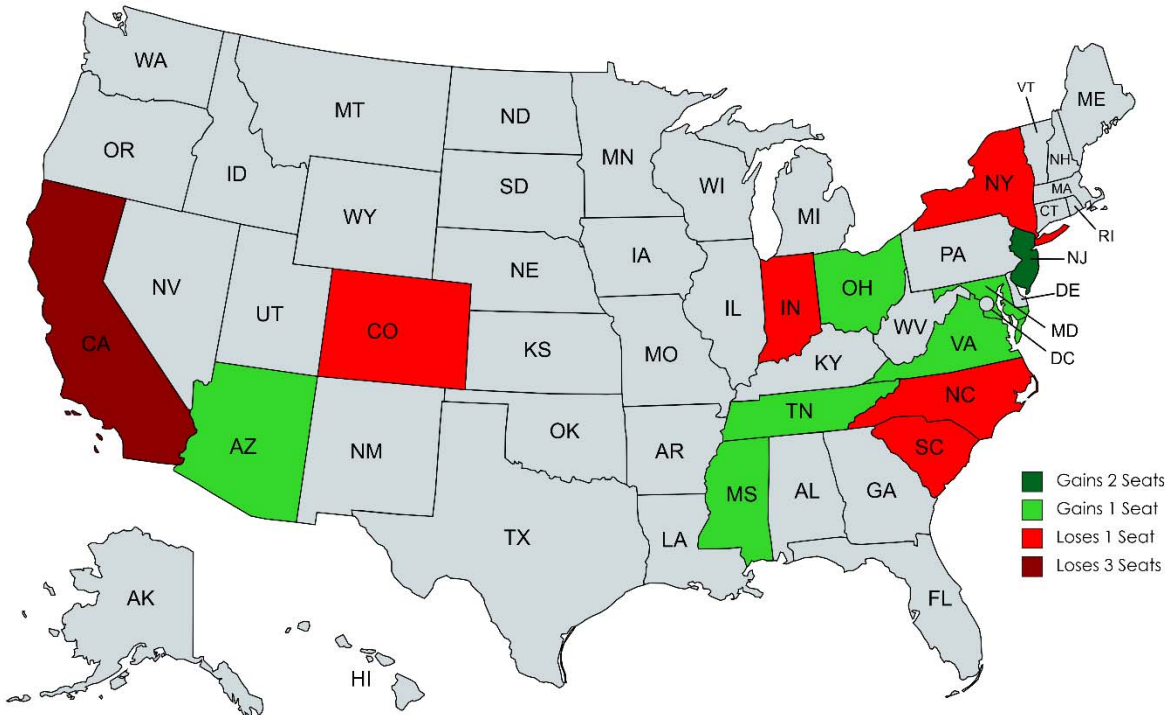 WA
OR
CA
NV
ID
MT
WY
UT
CO
AZ
NM
ND
SD
NE
KS
OK
TX
MN
IA
MO
AR
LA
WI
IL
MI
IN
OH
KY
TN
MS
AL
GA
FL
SC
NC
VA
WV
PA
NY
VT
NH
ME
MA
CT
RI
NJ
DE
MD
DC
AK
HI
Gains 2 Seats
Gains 1 Seat
Loses 1 Seat
Loses 3 Seats